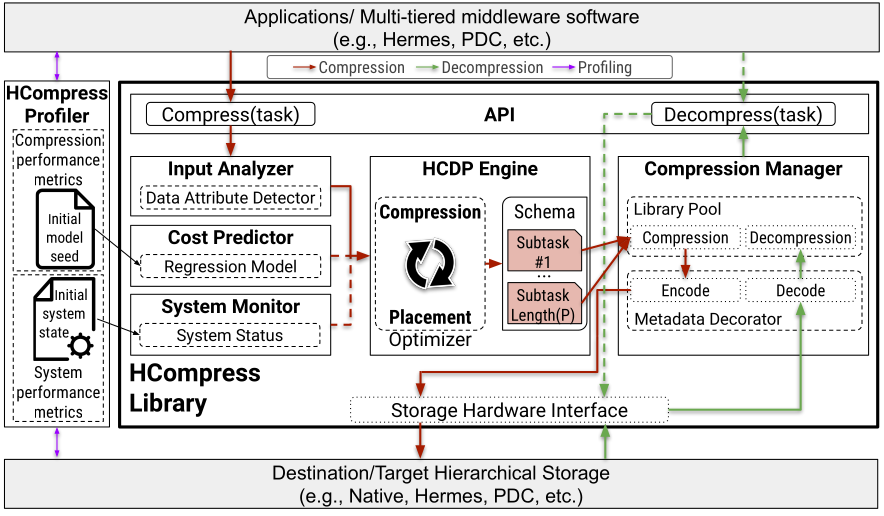 Applications/ Multi-tiered middleware software
(e.g., Hermes, PDC, etc.)
Compression
Decompression
Profiling
HCompress
Profiler
Compression
performance
metrics
Initial
model
seed
Initial
system
state
System
performance
metrics
Compress(task)
API
Decompress(task)
Input Analyzer
Data Attribute Detector
Cost Predictor
Regression Model
System Monitor
System Status
HCompress
Library
HCDP Engine
Compression
Placement
Optimizer
Schema
Subtask
#1
...
Subtask
Length(P)
Compression Manager
Library Pool
Compression
Decompression
Encode
Decode
Metadata Decorator
Storage Hardware Interface
Destination/Target Hierarchical Storage
(e.g., Native, Hermes, PDC, etc.)